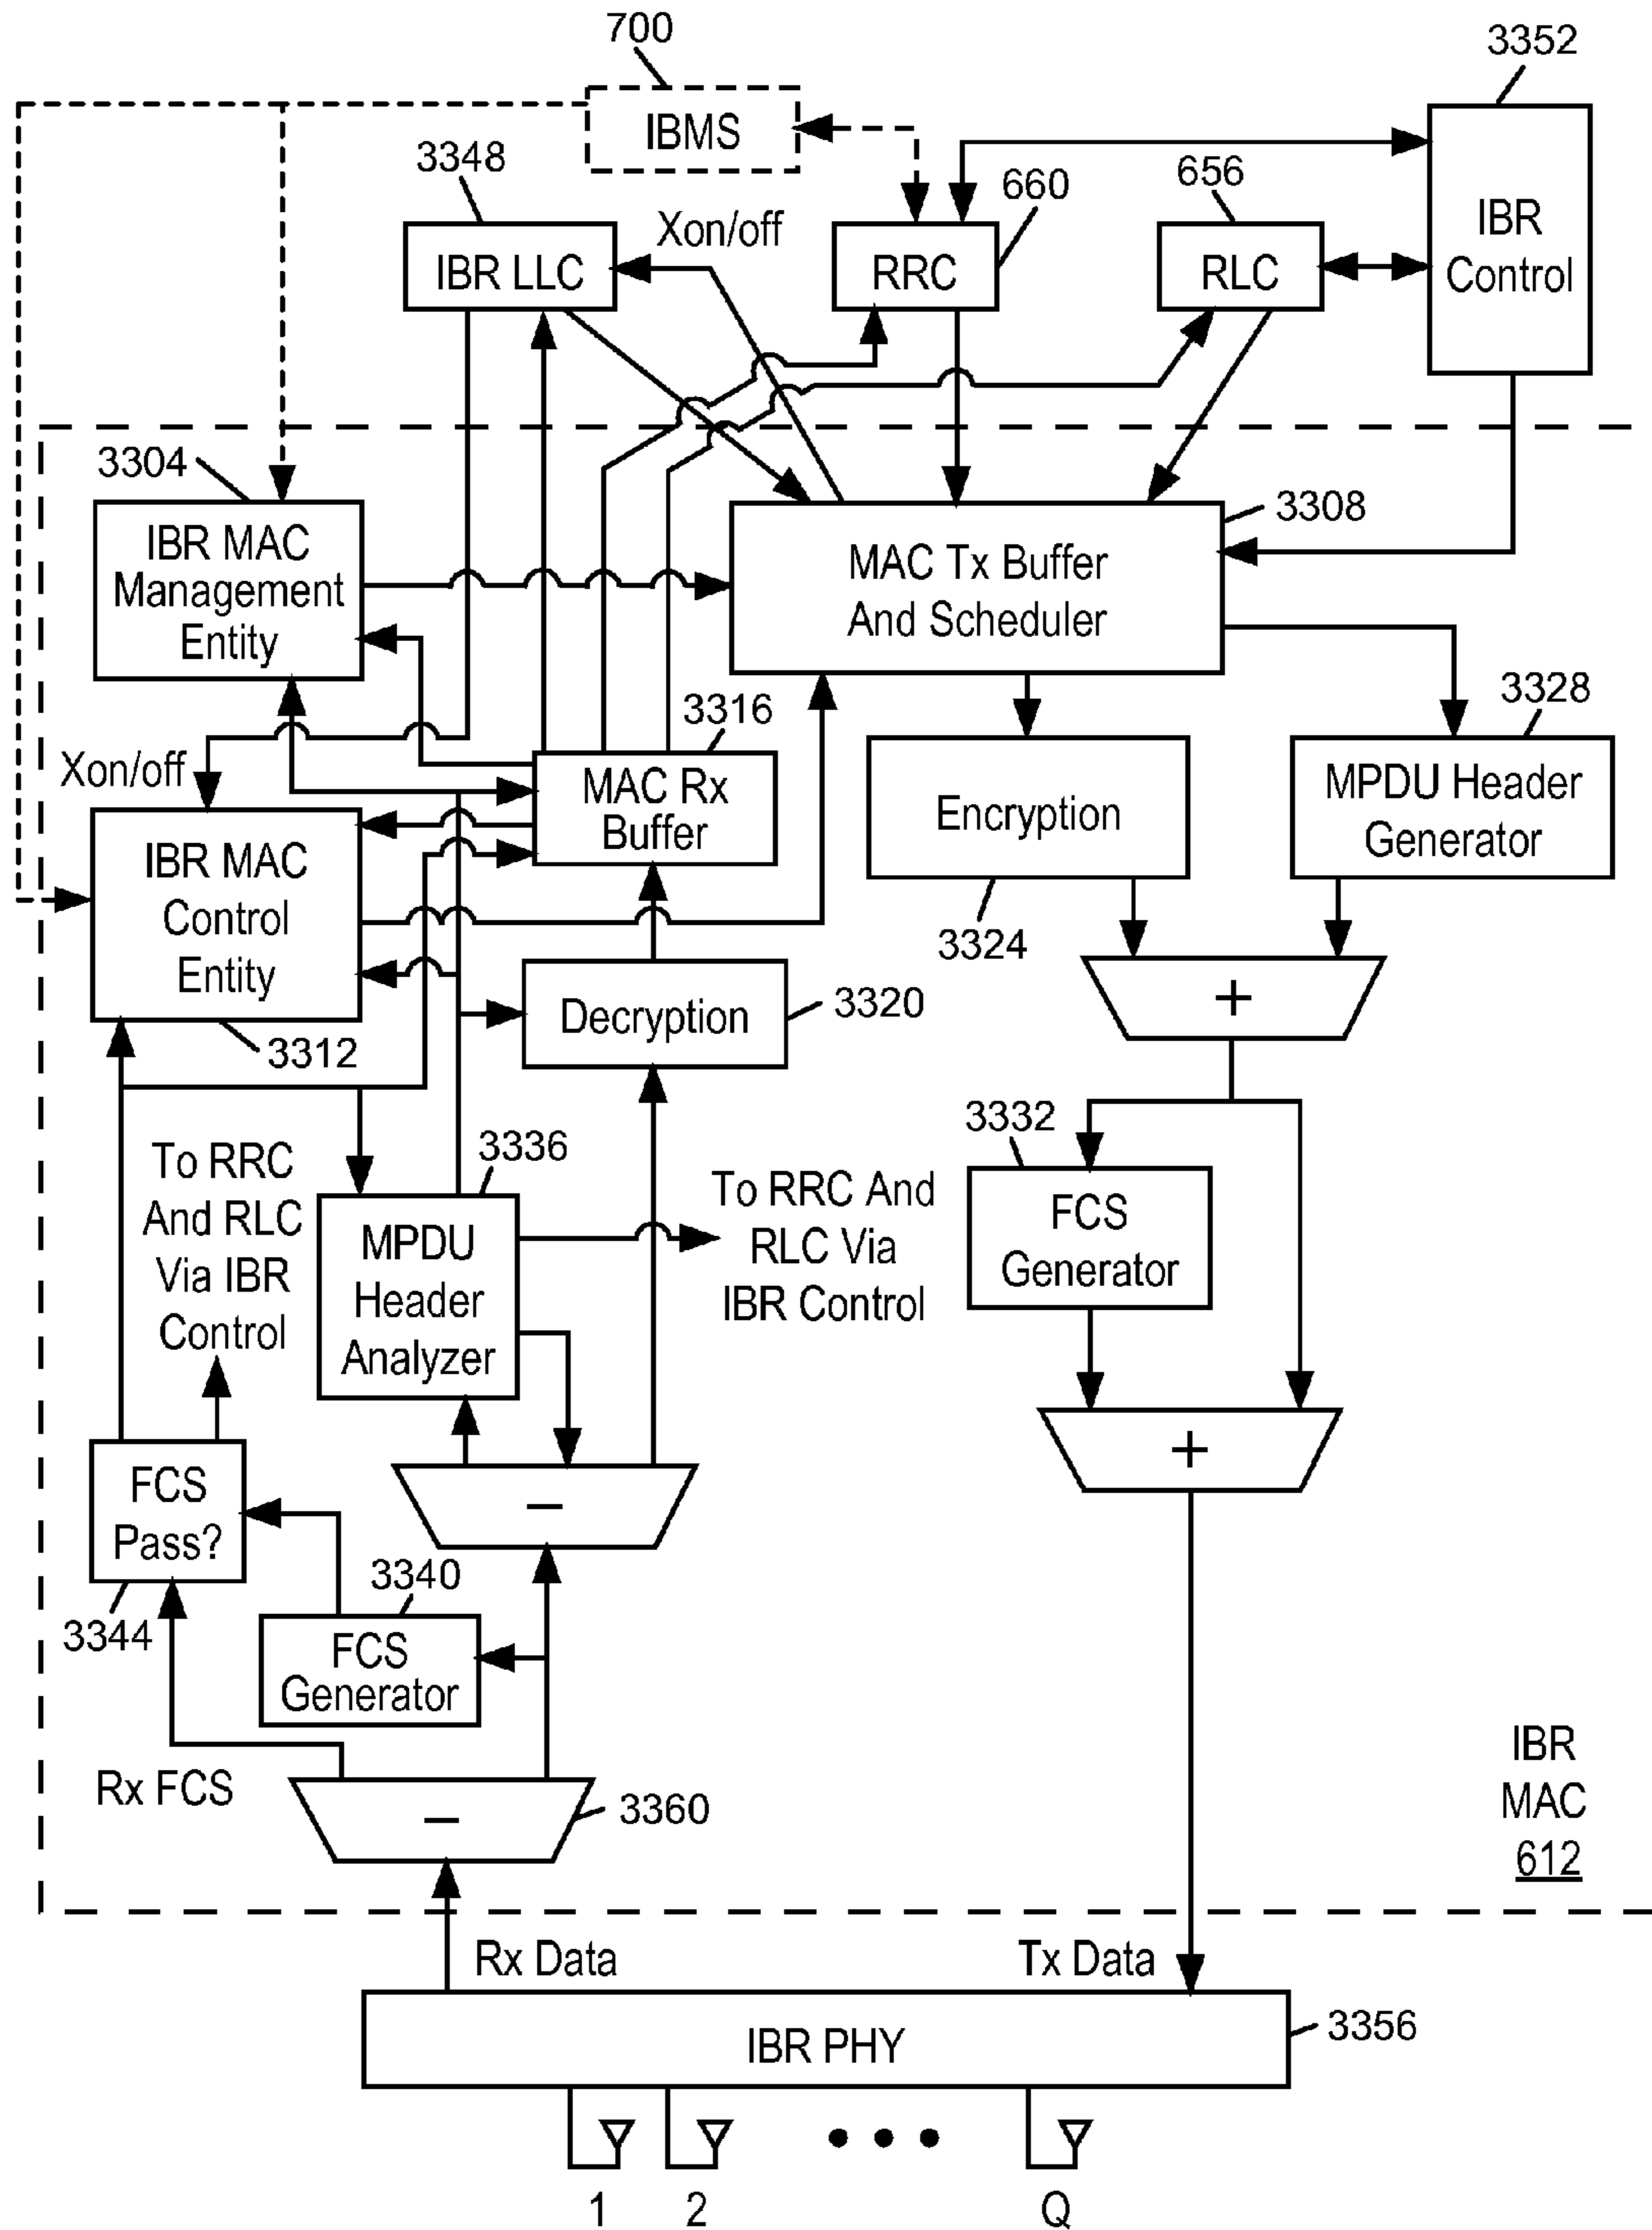 700
3352
IBMS
3348
660
656
IBR
Control
Xon/off
IBR LLC
RRC
RLC
3304
3308
IBR MAC
Management
Entity
MAC Tx Buffer
And Scheduler
3316
3328
Xon/off
MAC Rx
Buffer
Encryption
MPDU Header
Generator
IBR MAC
Control
Entity
3324
+
Decryption
3320
3312
3332
3336
To RRC
And RLC
Via IBR
Control
MPDU
Header
Analyzer
To RRC And
RLC Via
IBR Control
FCS
Generator
+
FCS
Pass?
−
3340
3344
FCS
Generator
Rx FCS
−
3360
IBR
MAC
612
Rx Data
Tx Data
IBR PHY
3356
1
2
Q